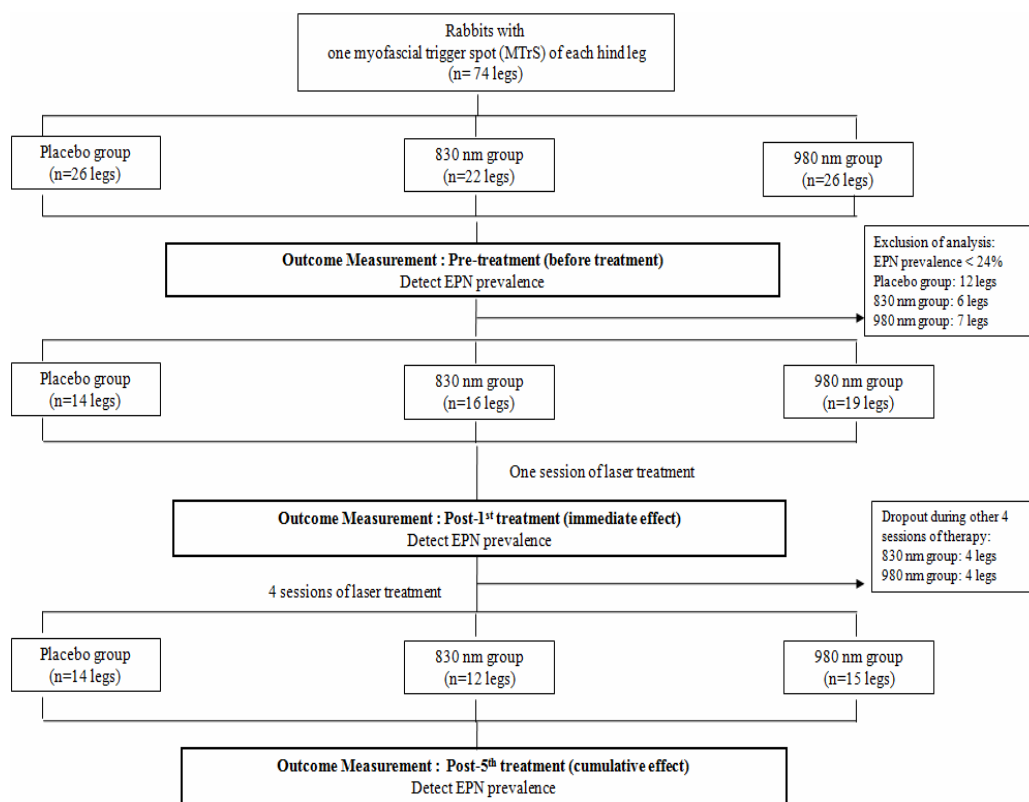 Rabbits with
one myofascial trigger spot (MTrS) of each hind leg
(n= 74 legs)
Placebo group
(n=26 legs)
830 nm group
(n=22 legs)
980 nm group
(n=26 legs)
Outcome Measurement : Pre-treatment (before treatment)
Detect EPN prevalence
Exclusion of analysis:
EPN prevalence < 24%
Placebo group: 12 legs
830 nm group: 6 legs
980 nm group: 7 legs
Placebo group
(n=14 legs)
830 nm group
(n=16 legs)
980 nm group
(n=19 legs)
One session of laser treatment
Outcome Measurement : Post-1st treatment (immediate effect)
Detect EPN prevalence
Dropout during other 4
sessions of therapy:
830 nm group: 4 legs
980 nm group: 4 legs
4 sessions of laser treatment
Placebo group
(n=14 legs)
830 nm group
(n=12 legs)
980 nm group
(n=15 legs)
Outcome Measurement : Post-5th treatment (cumulative effect)
Detect EPN prevalence